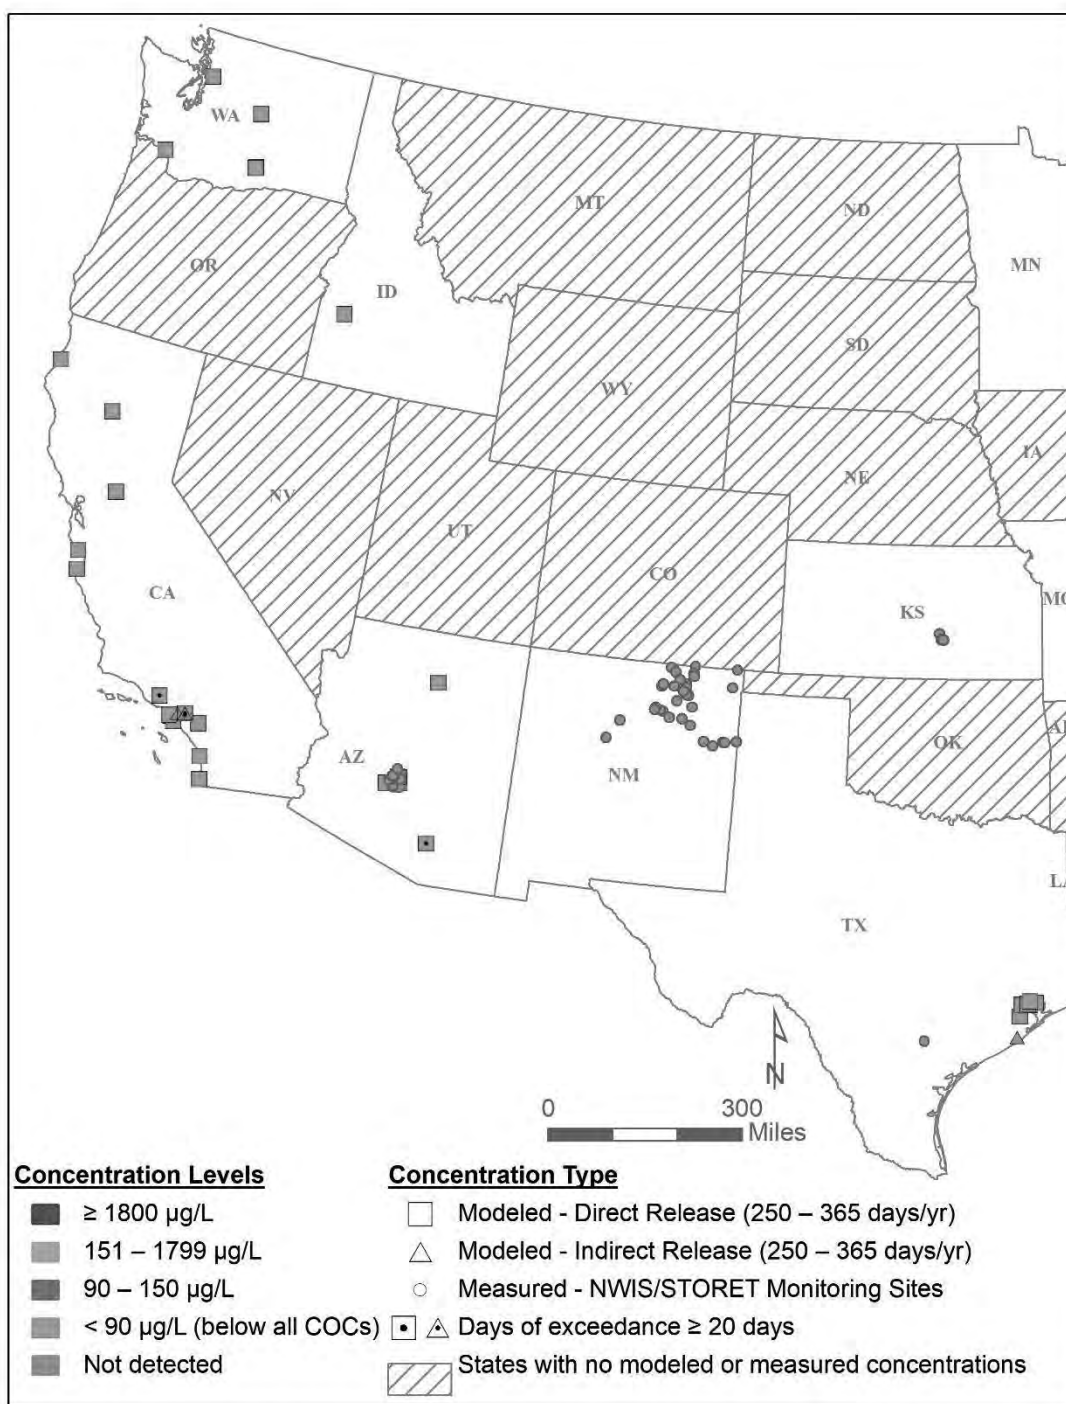 WA
MT
ND
MN
OR
ID
SD
WY
IA
NE
NV
UT
CO
CA
KS
MO
AZ
NM
OK
TX
N
0 300
Miles
Concentration Levels
≥ 1800 µg/L
151 – 1799 µg/L
90 – 150 µg/L
< 90 µg/L (below all COCs)
Not detected
Concentration Type
Modeled - Direct Release (250 – 365 days/yr)
Modeled - Indirect Release (250 – 365 days/yr)
Measured - NWIS/STORET Monitoring Sites
Days of exceedance ≥ 20 days
States with no modeled or measured concentrations